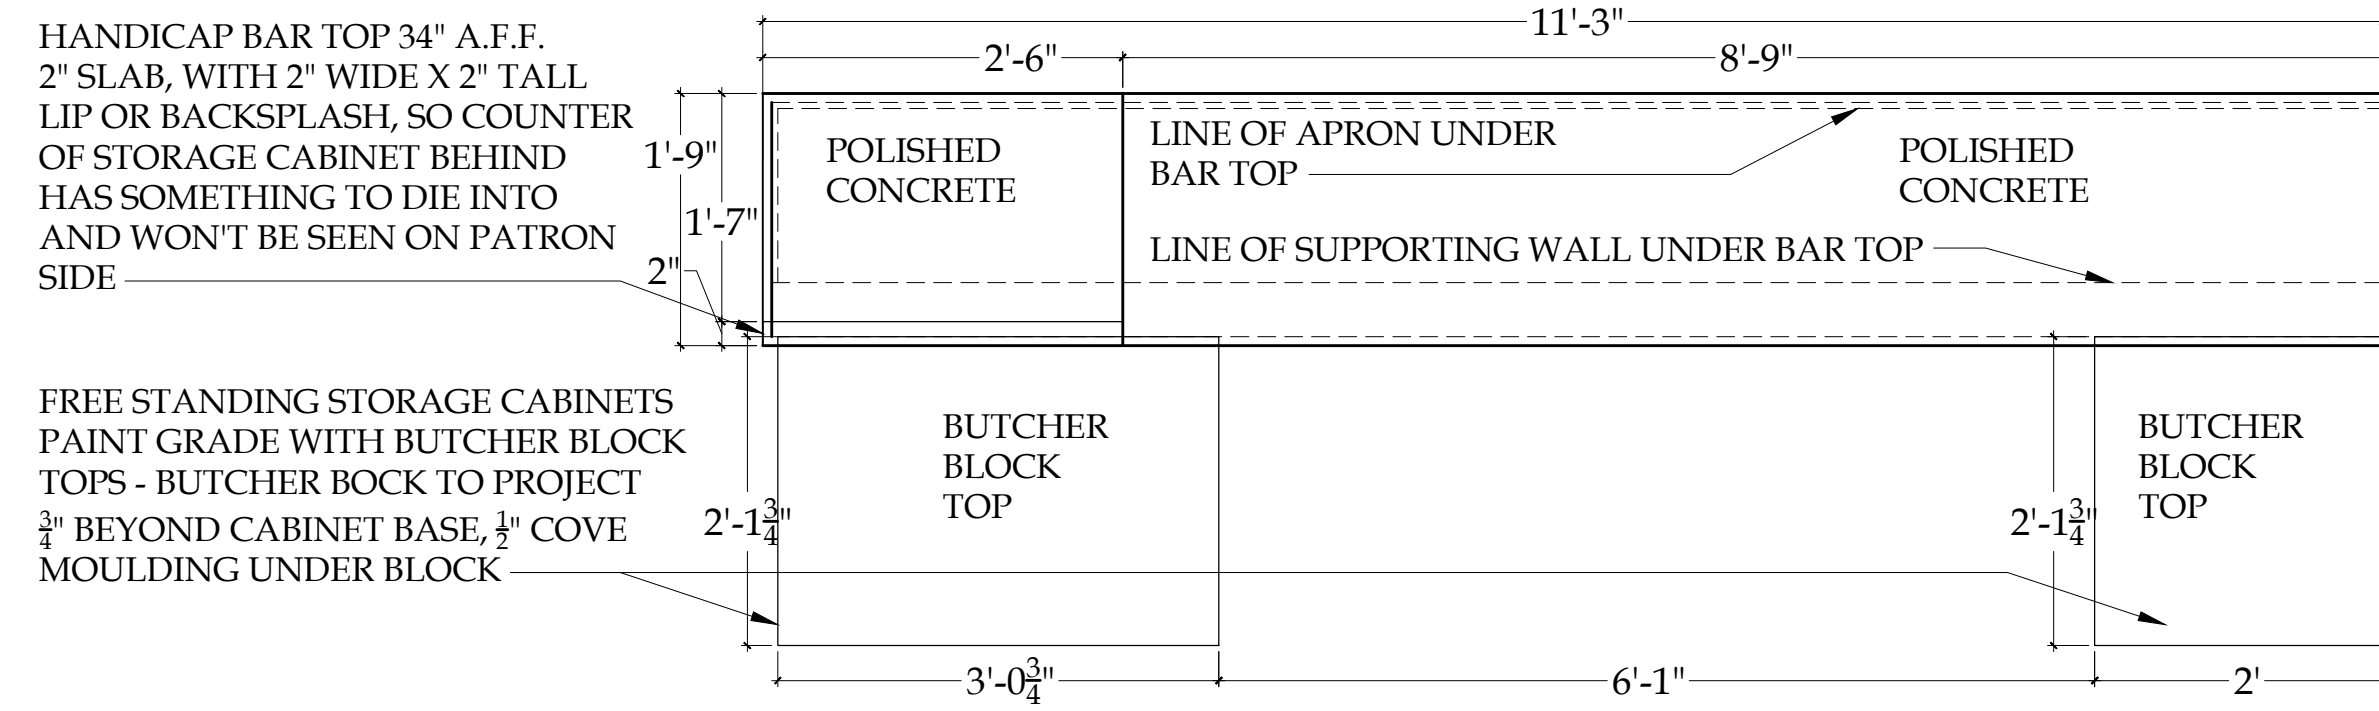 11'-3"
2'-6"
8'-9"
HANDICAP BAR TOP 34" A.F.F.
2" SLAB, WITH 2" WIDE X 2" TALL
LIP OR BACKSPLASH, SO COUNTER
OF STORAGE CABINET BEHIND
HAS SOMETHING TO DIE INTO
AND WON'T BE SEEN ON PATRON
SIDE
1'-9"
1'-7"
2"
POLISHED
CONCRETE
LINE OF APRON UNDER
BAR TOP
POLISHED
CONCRETE
LINE OF SUPPORTING WALL UNDER BAR TOP
FREE STANDING STORAGE CABINETS
PAINT GRADE WITH BUTCHER BLOCK
TOPS - BUTCHER BOCK TO PROJECT
3/4" BEYOND CABINET BASE, 1/2" COVE
MOULDING UNDER BLOCK
2'-1 3/4"
BUTCHER
BLOCK
TOP
2'-1 3/4"
BUTCHER
BLOCK
TOP
3'-0 3/4"
6'-1"
2'